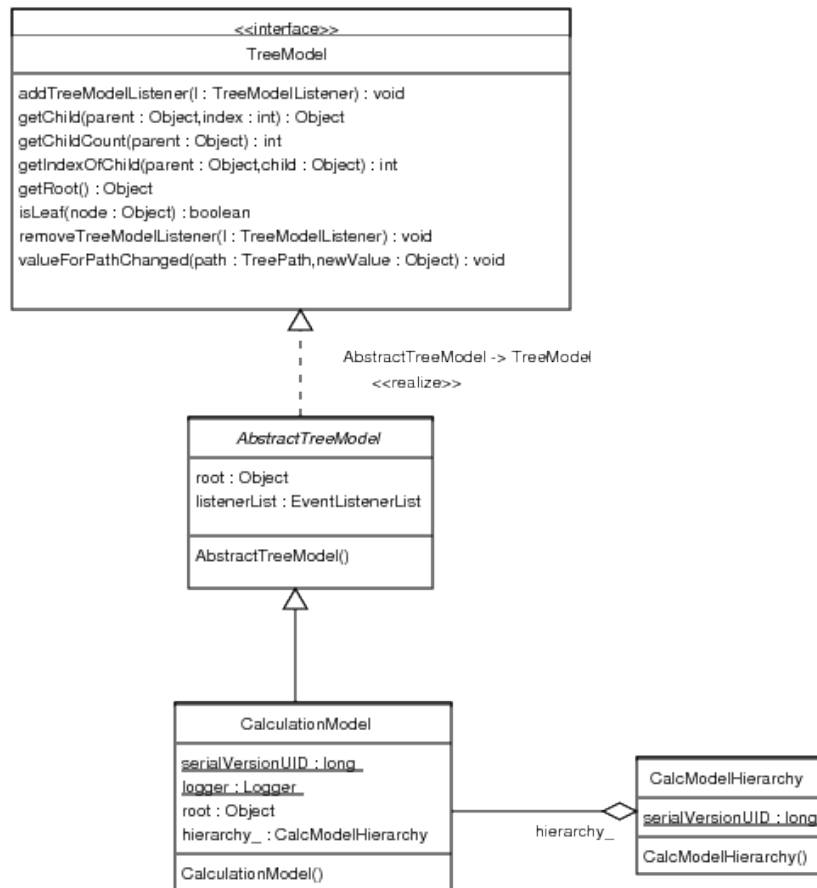 <<interface>>
TreeModel
addTreeModelListener(l : TreeModelListener) : void
getChild(parent : Object,index : int) : Object
getChildCount(parent : Object) : int
getIndexOfChild(parent : Object,child : Object) : int
getRoot() : Object
isLeaf(node : Object) : boolean
removeTreeModelListener(l : TreeModelListener) : void
valueForPathChanged(path : TreePath,newValue : Object) : void
AbstractTreeModel -> TreeModel
<<realize>>
AbstractTreeModel
root : Object
listenerList : EventListenerList
AbstractTreeModel()
CalculationModel
serialVersionUID : long
logger : Logger
root : Object
hierarchy_ : CalcModelHierarchy
CalculationModel()
hierarchy_
CalcModelHierarchy
serialVersionUID : long
CalcModelHierarchy()